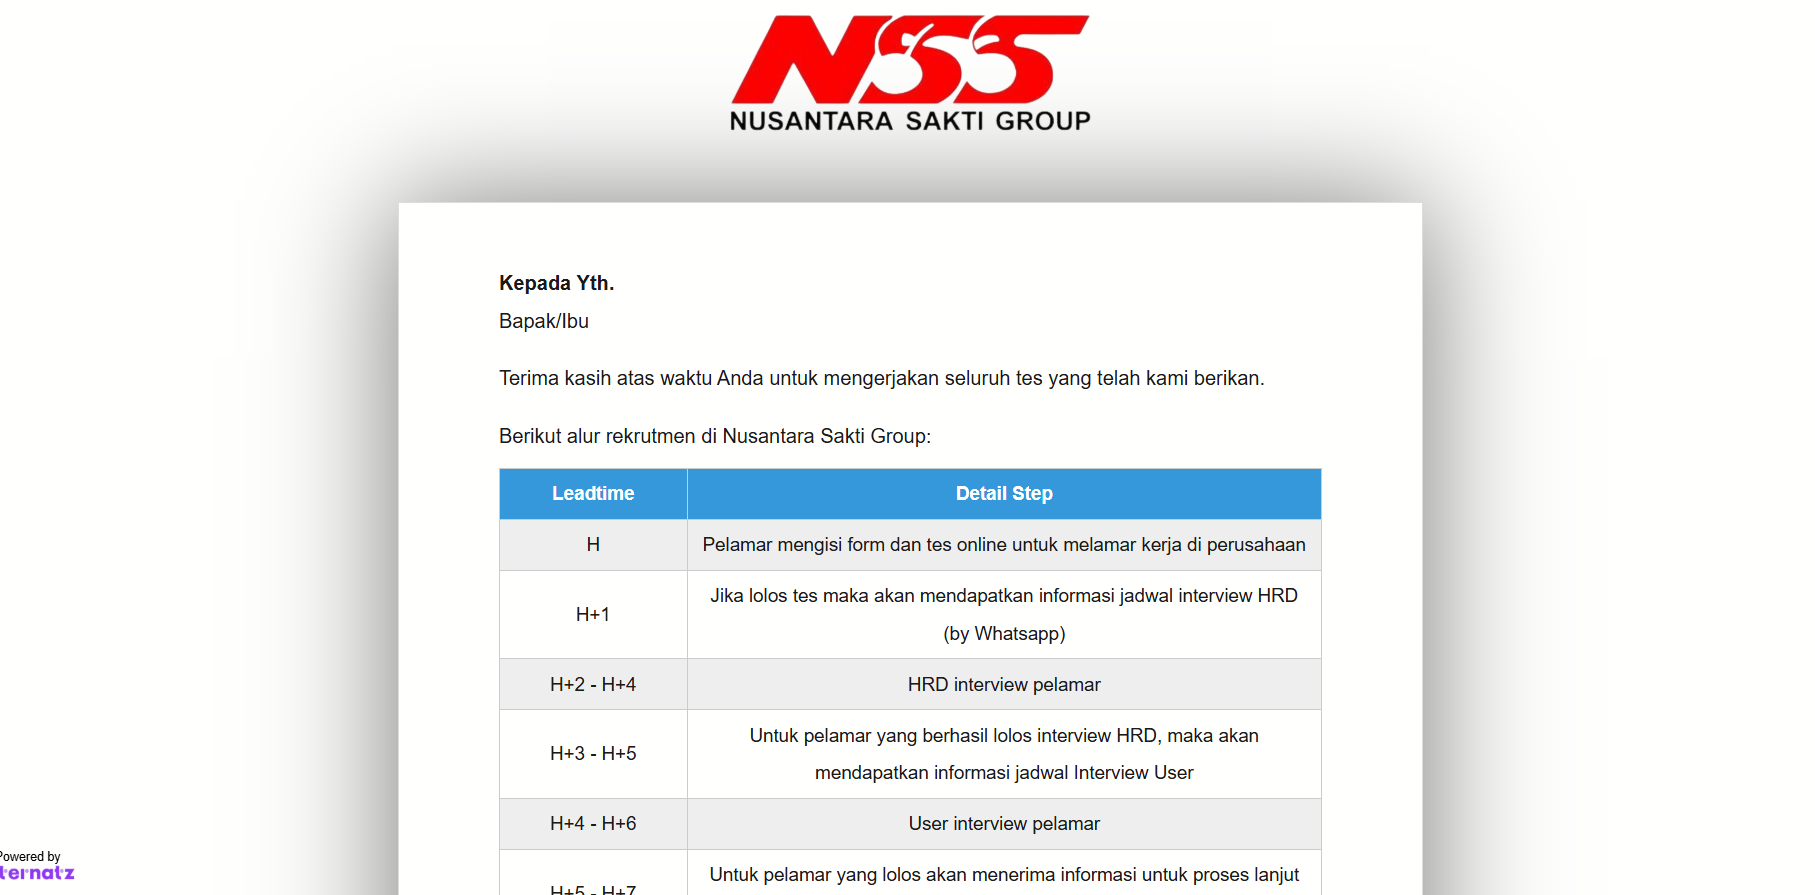 NSS
NUSANTARA SAKTI GROUP
Kepada Yth.
Bapak/Ibu
Terima kasih atas waktu Anda untuk mengerjakan seluruh tes yang telah kami berikan.
Berikut alur rekrutmen di Nusantara Sakti Group:
Leadtime Detail Step
H Pelamar mengisi form dan tes online untuk melamar kerja di perusahaan
H+1 Jika lolos tes maka akan mendapatkan informasi jadwal interview HRD
(by Whatsapp)
H+2 - H+4 HRD interview pelamar
H+3 - H+5 Untuk pelamar yang berhasil lolos interview HRD, maka akan
mendapatkan informasi jadwal Interview User
H+4 - H+6 User interview pelamar
H+5 - H+7 Untuk pelamar yang lolos akan menerima informasi untuk proses lanjut
Powered by